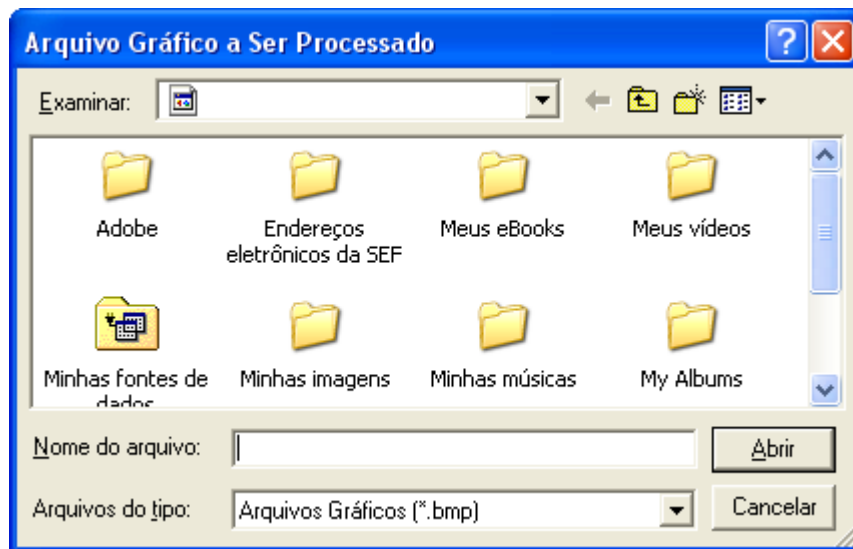 Arquivo Gráfico a Ser Processado
Examinar:
Adobe
Endereços
eletrônicos da SEF
Meus eBooks
Meus vídeos
Minhas fontes de
dados
Minhas imagens
Minhas músicas
My Albums
Nome do arquivo:
Abrir
Arquivos do tipo:
Arquivos Gráficos (*.bmp)
Cancelar